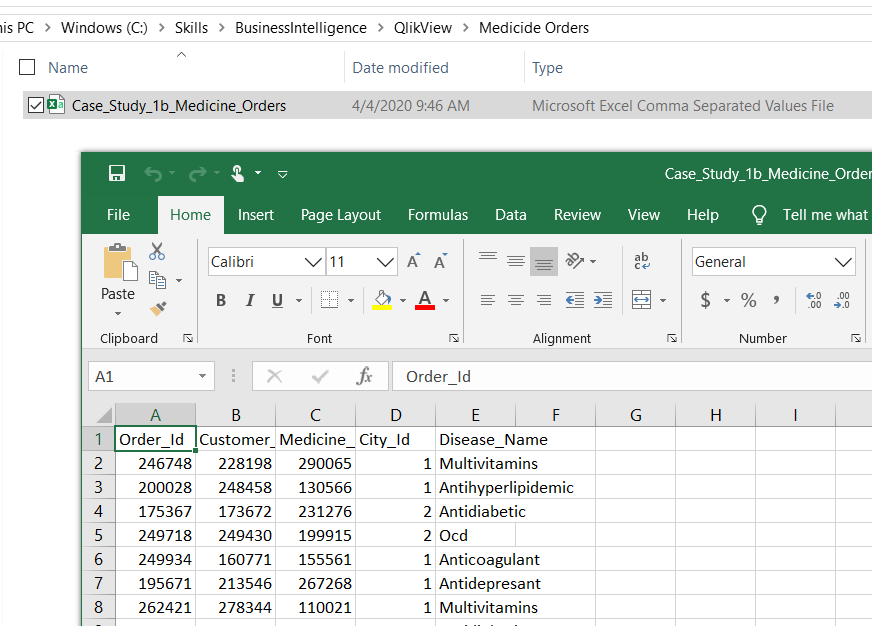 his PC > Windows (C:) > Skills > BusinessIntelligence > QlikView > Medicide Orders
Name Date modified Type
Case_Study_1b_Medicine_Orders 4/4/2020 9:46 AM Microsoft Excel Comma Separated Values File
Case_Study_1b_Medicine_Order
File Home Insert Page Layout Formulas Data Review View Help Tell me what
Paste
Calibri 11 A A ab c General
B I U A $ % , .00 .0
Clipboard Font Alignment Number
A1 fx Order_Id
A B C D E F G H I
1 Order_Id Customer_ Medicine_ City_Id Disease_Name
2 246748 228198 290065 1 Multivitamins
3 200028 248458 130566 1 Antihyperlipidemic
4 175367 173672 231276 2 Antidiabetic
5 249718 249430 199915 2 Ocd
6 249934 160771 155561 1 Anticoagulant
7 195671 213546 267268 1 Antidepresant
8 262421 278344 110021 1 Multivitamins